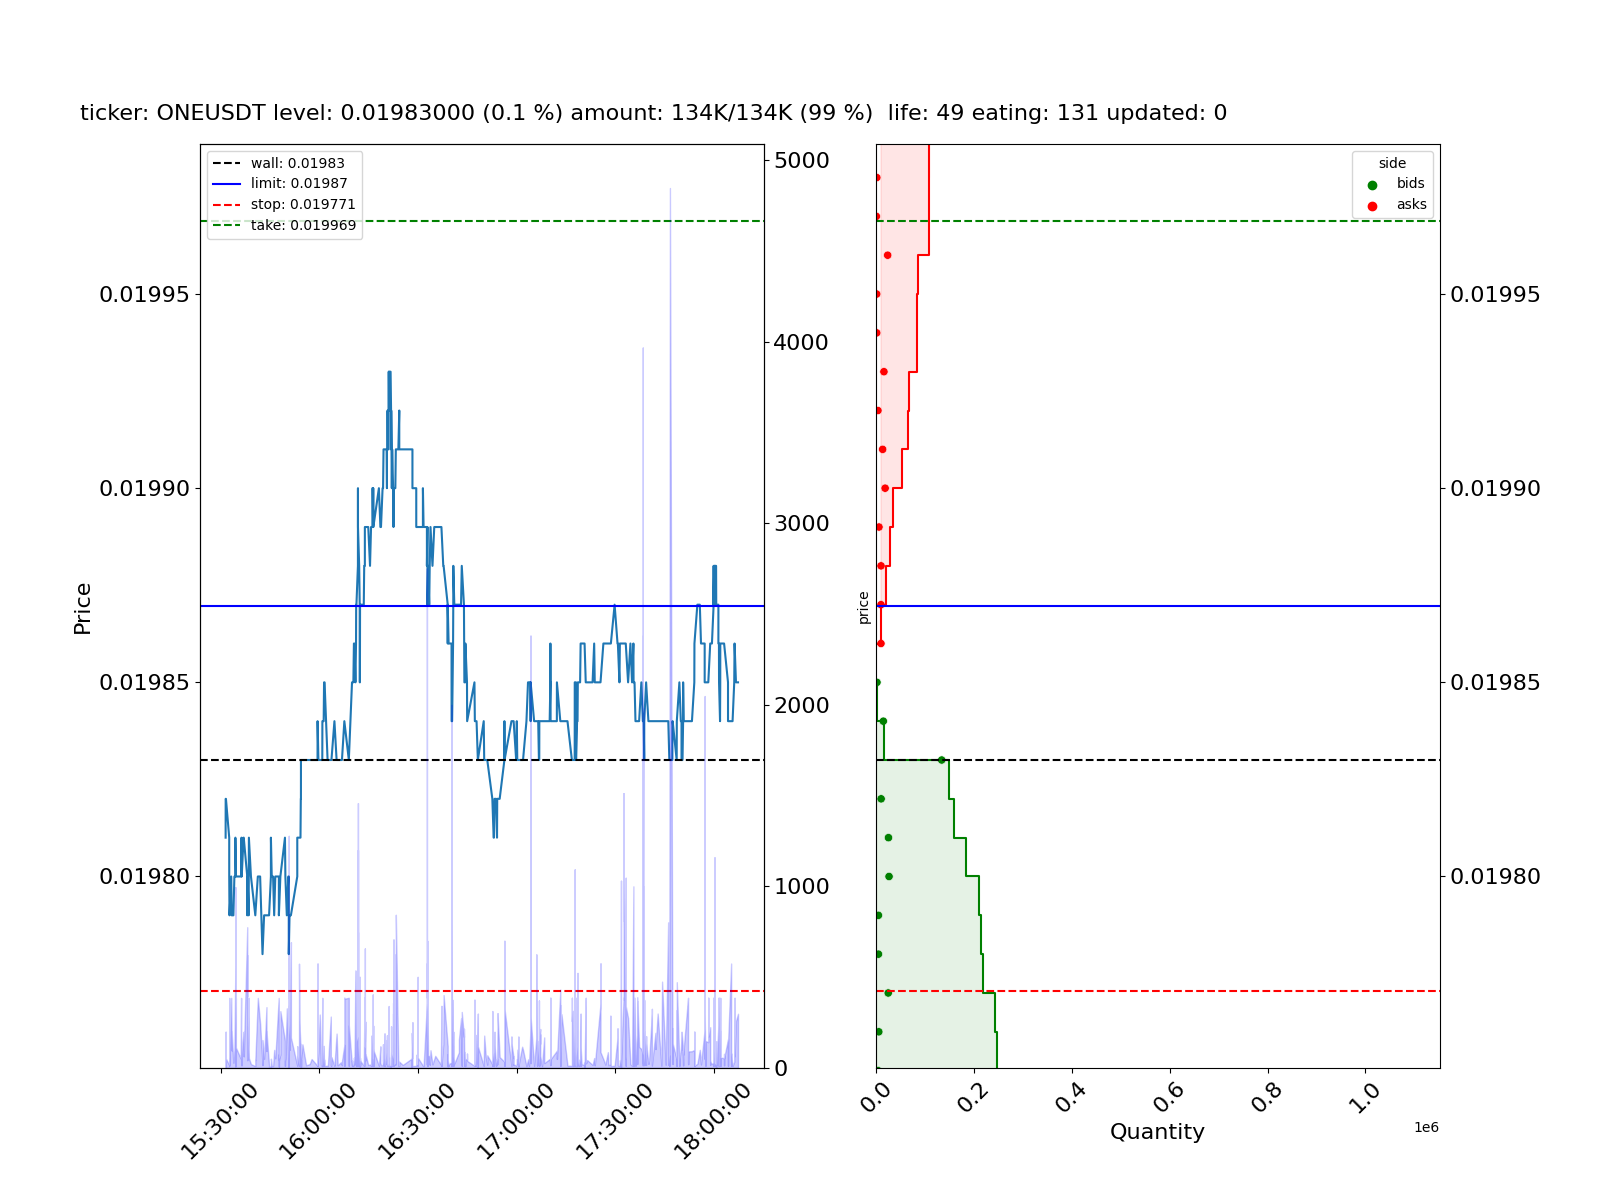 ticker: ONEUSDT level: 0.01983000 (0.1 %) amount: 134K/134K (99 %)  life: 49 eating: 131 updated: 0
wall: 0.01983
limit: 0.01987
stop: 0.019771
take: 0.019969
Price
0.01995
0.01990
0.01985
0.01980
5000
4000
3000
2000
1000
0
15:30:00
16:00:00
16:30:00
17:00:00
17:30:00
18:00:00
side
bids
asks
price
0.01995
0.01990
0.01985
0.01980
0.0
0.2
0.4
0.6
0.8
1.0
1e6
Quantity